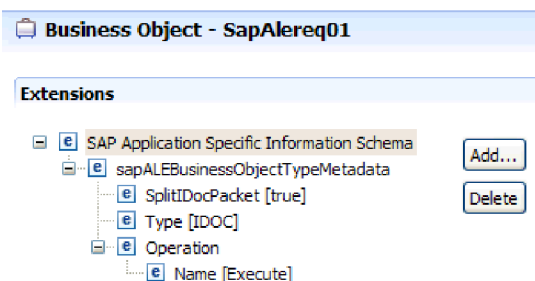 Business Object - SapAlereq01
Extensions
SAP Application Specific Information Schema
Add...
sapALEBusinessObjectTypeMetadata
SplitIDocPacket [true]
Delete
Type [IDOC]
Operation
Name [Execute]